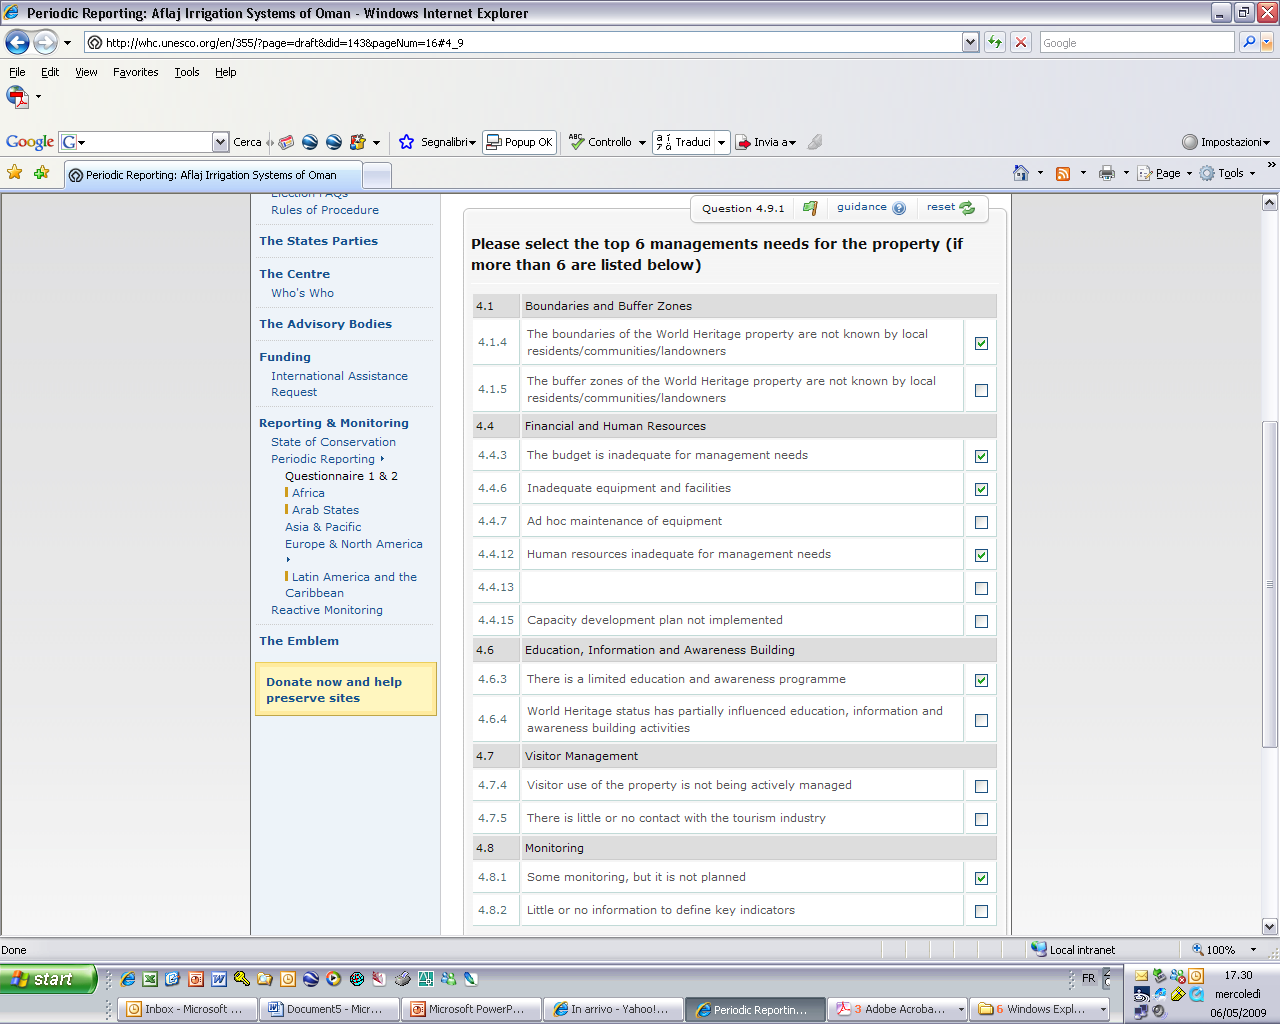 Periodic Reporting: Aflaj Irrigation Systems of Oman - Windows Internet Explorer
http://whc.unesco.org/en/355/?page=draft&did=143&pageNum=16#4_9
Google
File Edit View Favorites Tools Help
Google G Cerca Segnalibri Popup OK ABC Controllo Traduci Invia a Impostazioni
Periodic Reporting: Aflaj Irrigation Systems of Oman
Page Tools »
Election FAQs
Rules of Procedure
The States Parties
The Centre
Who's Who
The Advisory Bodies
Funding
International Assistance
Request
Reporting & Monitoring
State of Conservation
Periodic Reporting
Questionnaire 1 & 2
Africa
Arab States
Asia & Pacific
Europe & North America
Latin America and the
Caribbean
Reactive Monitoring
The Emblem
Donate now and help
preserve sites
Question 4.9.1 guidance ? reset
Please select the top 6 managements needs for the property (if
more than 6 are listed below)
4.1 Boundaries and Buffer Zones
4.1.4 The boundaries of the World Heritage property are not known by local
residents/communities/landowners
4.1.5 The buffer zones of the World Heritage property are not known by local
residents/communities/landowners
4.4 Financial and Human Resources
4.4.3 The budget is inadequate for management needs
4.4.6 Inadequate equipment and facilities
4.4.7 Ad hoc maintenance of equipment
4.4.12 Human resources inadequate for management needs
4.4.13
4.4.15 Capacity development plan not implemented
4.6 Education, Information and Awareness Building
4.6.3 There is a limited education and awareness programme
4.6.4 World Heritage status has partially influenced education, information and
awareness building activities
4.7 Visitor Management
4.7.4 Visitor use of the property is not being actively managed
4.7.5 There is little or no contact with the tourism industry
4.8 Monitoring
4.8.1 Some monitoring, but it is not planned
4.8.2 Little or no information to define key indicators
Done Local intranet 100%
start FR 17.30
mercoledì
06/05/2009
Inbox - Microsoft ... Document5 - Micr... Microsoft PowerP... In arrivo - Yahoo!... Periodic Reportin... 3 Adobe Acroba... 6 Windows Expl...